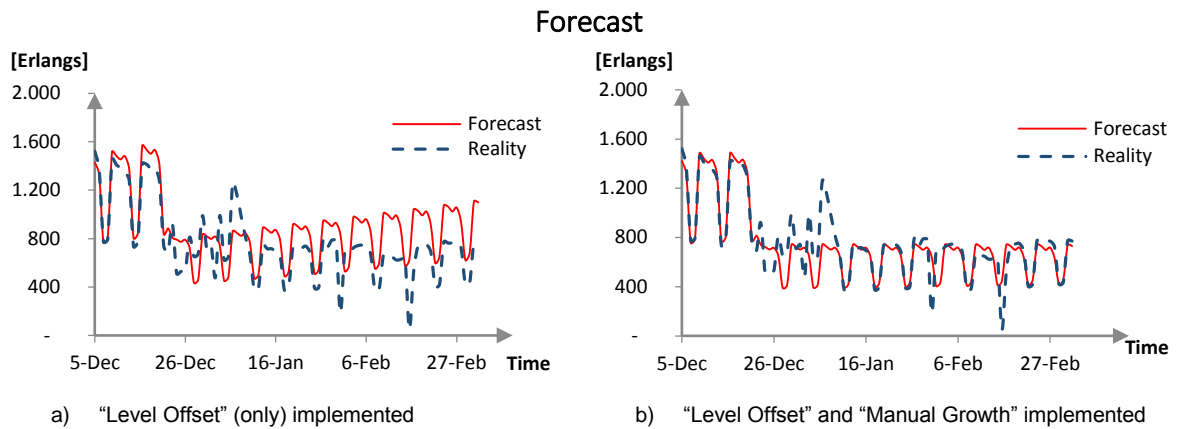 Forecast
[Erlangs]
2.000
1.600
1.200
800
400
-
Forecast
Reality
5-Dec 26-Dec 16-Jan 6-Feb 27-Feb
Time
a) “Level Offset” (only) implemented
[Erlangs]
2.000
1.600
1.200
800
400
-
Forecast
Reality
5-Dec 26-Dec 16-Jan 6-Feb 27-Feb
Time
b) “Level Offset” and “Manual Growth” implemented